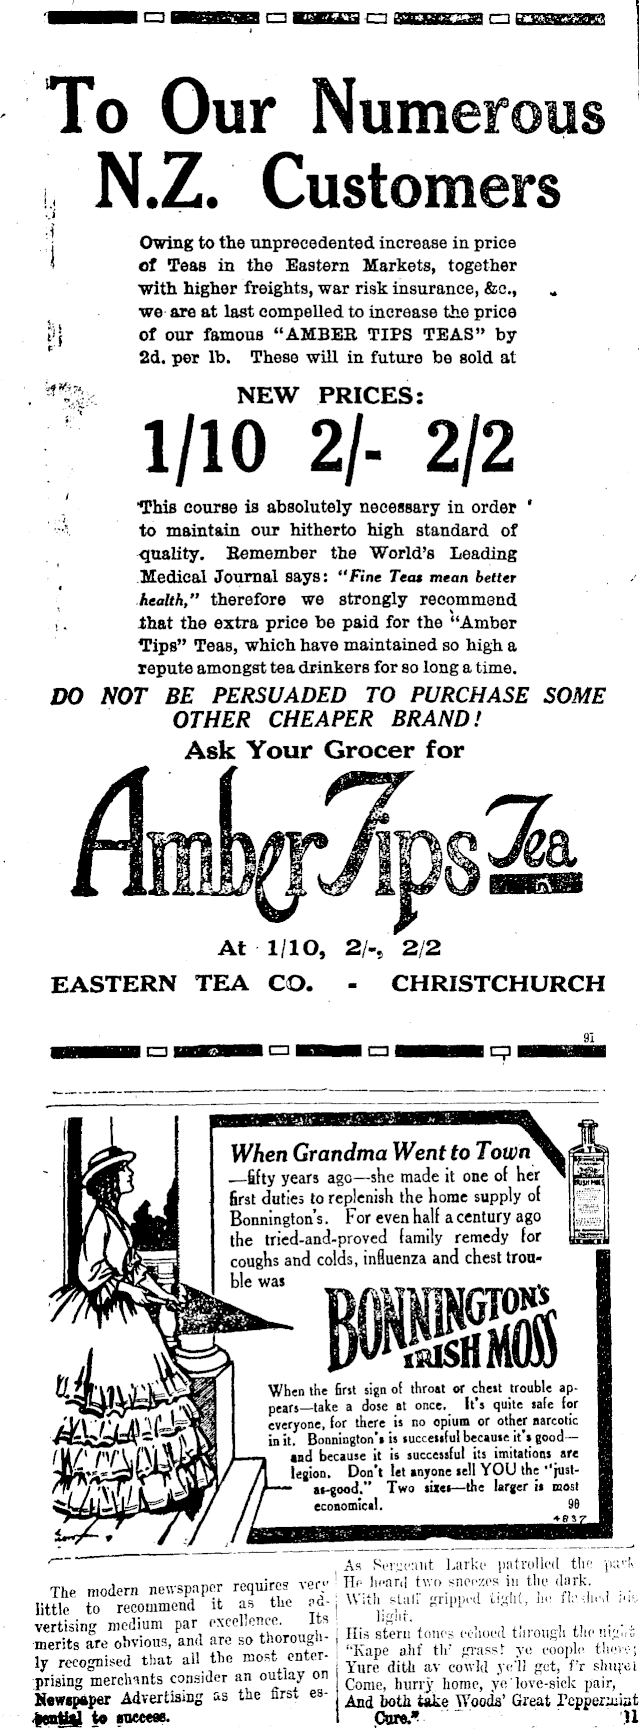 To Our Numerous
N.Z. Customers
Owing to the unprecedented increase in price
of Teas in the Eastern Markets, together
with higher freights, war risk insurance, &c.,
we are at last compelled to increase the price
of our famous "AMBER TIPS TEAS" by
2d. per lb. These will in future be sold at
NEW PRICES:
1/10 2/- 2/2
This course is absolutely necessary in order
to maintain our hitherto high standard of
quality. Remember the World's Leading
Medical Journal says: "Fine Teas mean better
health," therefore we strongly recommend
that the extra price be paid for the "Amber
Tips" Teas, which have maintained so high a
repute amongst tea drinkers for so long a time.
DO NOT BE PERSUADED TO PURCHASE SOME
OTHER CHEAPER BRAND!
Ask Your Grocer for
Amber Tips Tea
At 1/10, 2/-, 2/2
EASTERN TEA CO. - CHRISTCHURCH
91
When Grandma Went to Town
—fifty years ago—she made it one of her
first duties to replenish the home supply of
Bonnington's. For even half a century ago
the tried-and-proved family remedy for
coughs and colds, influenza and chest trou-
ble was
BONNINGTON'S
IRISH MOSS
When the first sign of throat or chest trouble ap-
pears—take a dose at once. It's quite safe for
everyone, for there is no opium or other narcotic
in it. Bonnington's is successful because it's good—
and because it is successful its imitations are
legion. Don't let anyone sell YOU the "just-
as-good." Two sizes—the larger is most
economical. 98
4837
The modern newspaper requires very
little to recommend it as the ad-
vertising medium par excellence. Its
merits are obvious, and are so thorough-
ly recognised that all the most enter-
prising merchants consider an outlay on
Newspaper Advertising as the first es-
sential to success.
As Sergeant Larke patrolled the park
He heard two sneezes in the dark.
With staff gripped tight, he flashed his
light.
His stern tones echoed through the night
"Kape ahf th' grass! ye coople there;
Yure dith av cowld ye'll get, f'r shure!
Come, hurry home, ye love-sick pair,
And both take Woods' Great Peppermint
Cure." 11